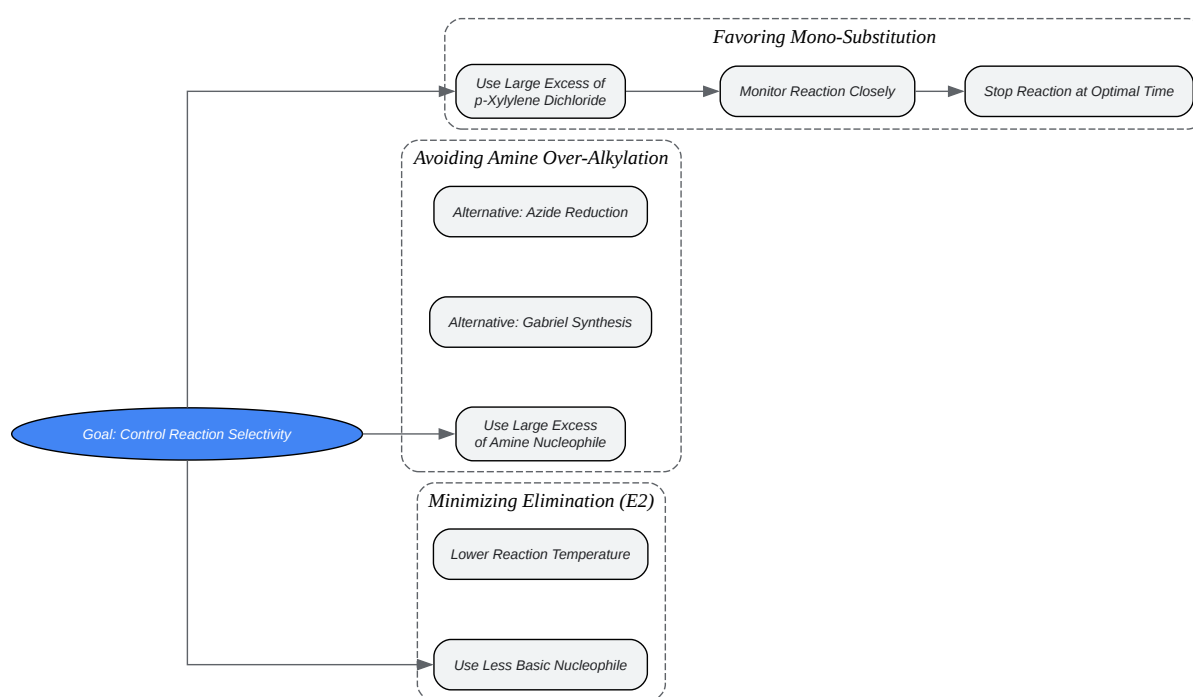 Favoring Mono-Substitution
Use Large Excess of
p-Xylylene Dichloride
Monitor Reaction Closely
Stop Reaction at Optimal Time
Avoiding Amine Over-Alkylation
Alternative: Azide Reduction
Alternative: Gabriel Synthesis
Goal: Control Reaction Selectivity
Use Large Excess
of Amine Nucleophile
Minimizing Elimination (E2)
Lower Reaction Temperature
Use Less Basic Nucleophile